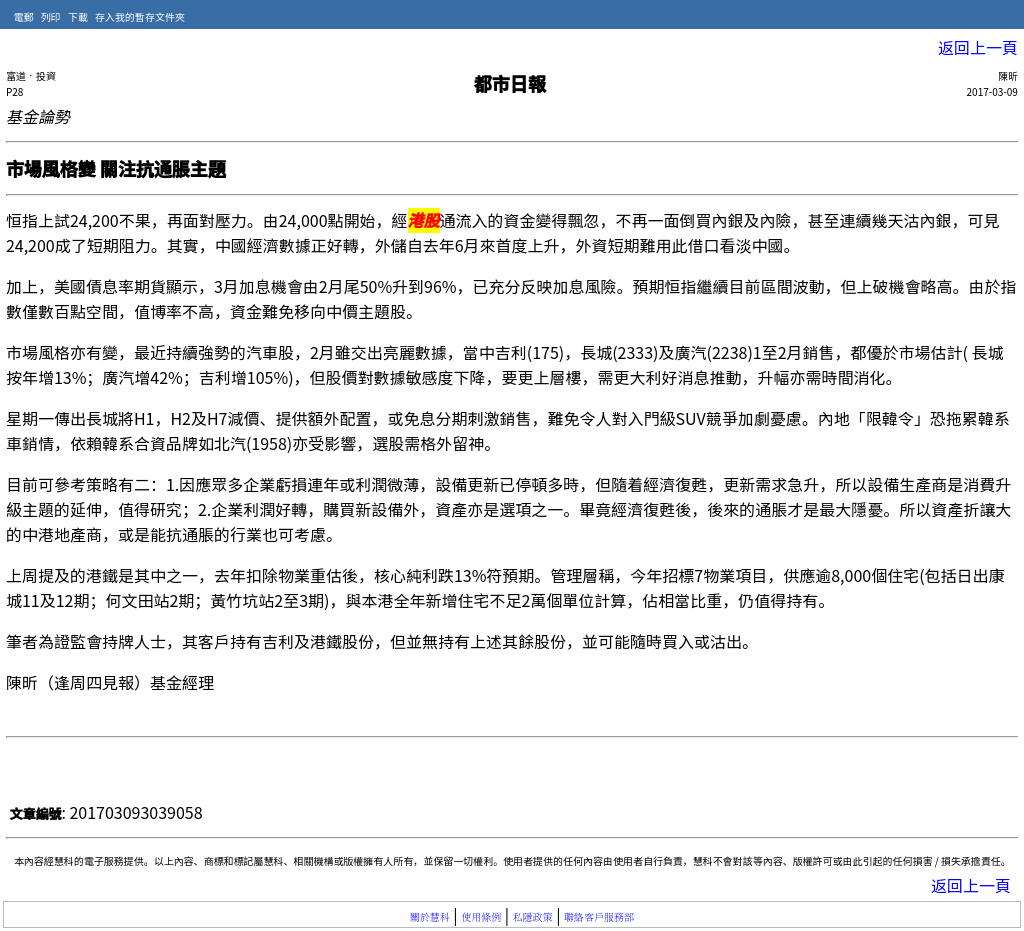 電郵 列印 下載 存入我的暫存文件夾
返回上一頁
富道‧投資
都市日報
陳昕
P28
2017-03-09
基金論勢
市場風格變 關注抗通脹主題
恒指上試24,200不果，再面對壓力。由24,000點開始，經港股通流入的資金變得飄忽，不再一面倒買內銀及內險，甚至連續幾天沽內銀，可見
24,200成了短期阻力。其實，中國經濟數據正好轉，外儲自去年6月來首度上升，外資短期難用此借口看淡中國。
加上，美國債息率期貨顯示，3月加息機會由2月尾50%升到96%，已充分反映加息風險。預期恒指繼續目前區間波動，但上破機會略高。由於指
數僅數百點空間，值博率不高，資金難免移向中價主題股。
市場風格亦有變，最近持續強勢的汽車股，2月雖交出亮麗數據，當中吉利(175)，長城(2333)及廣汽(2238)1至2月銷售，都優於市場估計( 長城
按年增13%；廣汽增42%；吉利增105%)，但股價對數據敏感度下降，要更上層樓，需更大利好消息推動，升幅亦需時間消化。
星期一傳出長城將H1，H2及H7減價、提供額外配置，或免息分期刺激銷售，難免令人對入門級SUV競爭加劇憂慮。內地「限韓令」恐拖累韓系
車銷情，依賴韓系合資品牌如北汽(1958)亦受影響，選股需格外留神。
目前可參考策略有二：1.因應眾多企業虧損連年或利潤微薄，設備更新已停頓多時，但隨着經濟復甦，更新需求急升，所以設備生產商是消費升
級主題的延伸，值得研究；2.企業利潤好轉，購買新設備外，資產亦是選項之一。畢竟經濟復甦後，後來的通脹才是最大隱憂。所以資產折讓大
的中港地產商，或是能抗通脹的行業也可考慮。
上周提及的港鐵是其中之一，去年扣除物業重估後，核心純利跌13%符預期。管理層稱，今年招標7物業項目，供應逾8,000個住宅(包括日出康
城11及12期；何文田站2期；黃竹坑站2至3期)，與本港全年新增住宅不足2萬個單位計算，佔相當比重，仍值得持有。
筆者為證監會持牌人士，其客戶持有吉利及港鐵股份，但並無持有上述其餘股份，並可能隨時買入或沽出。
陳昕（逢周四見報）基金經理
文章編號: 201703093039058
本內容經慧科的電子服務提供。以上內容、商標和標記屬慧科、相關機構或版權擁有人所有，並保留一切權利。使用者提供的任何內容由使用者自行負責，慧科不會對該等內容、版權許可或由此引起的任何損害 / 損失承擔責任。
返回上一頁
關於慧科 | 使用條例 | 私隱政策 | 聯絡客戶服務部